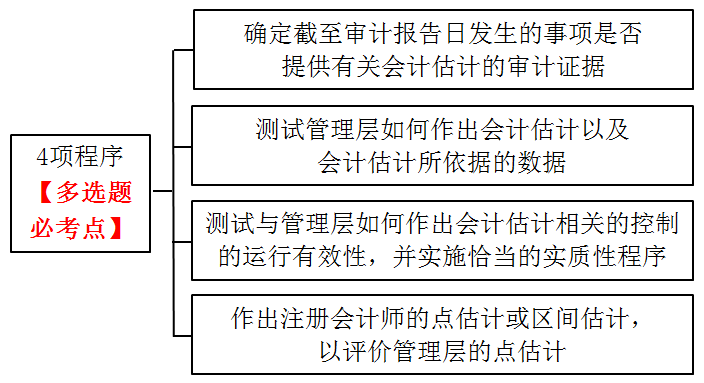 4项程序
【多选题
必考点】
确定截至审计报告日发生的事项是否
提供有关会计估计的审计证据
测试管理层如何作出会计估计以及
会计估计所依据的数据
测试与管理层如何作出会计估计相关的控制
的运行有效性，并实施恰当的实质性程序
作出注册会计师的点估计或区间估计，
以评价管理层的点估计